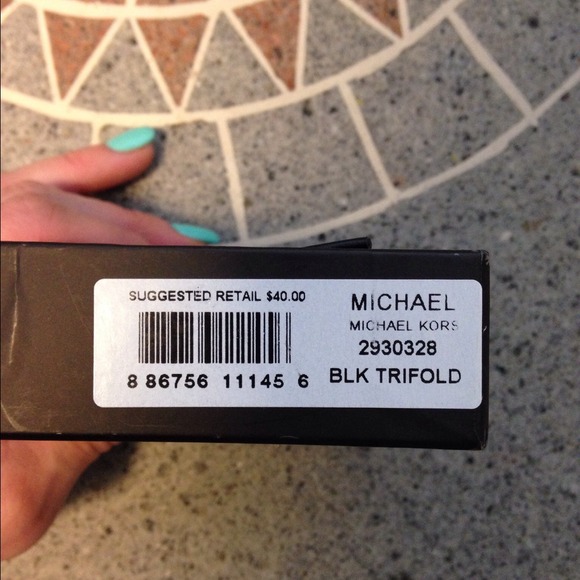 SUGGESTED RETAIL $40.00
8 86756 11145 6
MICHAEL
MICHAEL KORS
2930328
BLK TRIFOLD